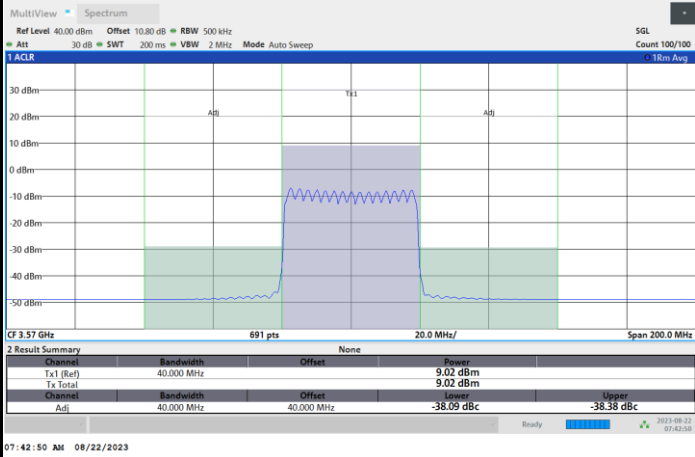 MultiView Spectrum
Ref Level 40.00 dBm Offset 10.80 dB RBW 500 kHz SGL
Att 30 dB SWT 200 ms VBW 2 MHz Mode Auto Sweep Count 100/100
1 ACLR 1Rm Avg
30 dBm
Tx1
20 dBm
Adj Adj
10 dBm
0 dBm
-10 dBm
-20 dBm
-30 dBm
-40 dBm
-50 dBm
CF 3.57 GHz 691 pts 20.0 MHz/ Span 200.0 MHz
2 Result Summary None
Channel Bandwidth Offset Power
Tx1 (Ref) 40.000 MHz 9.02 dBm
Tx Total 9.02 dBm
Channel Bandwidth Offset Lower Upper
Adj 40.000 MHz 40.000 MHz -38.09 dBc -38.38 dBc
Ready 2023-08-22
07:42:50
07:42:50 AM 08/22/2023